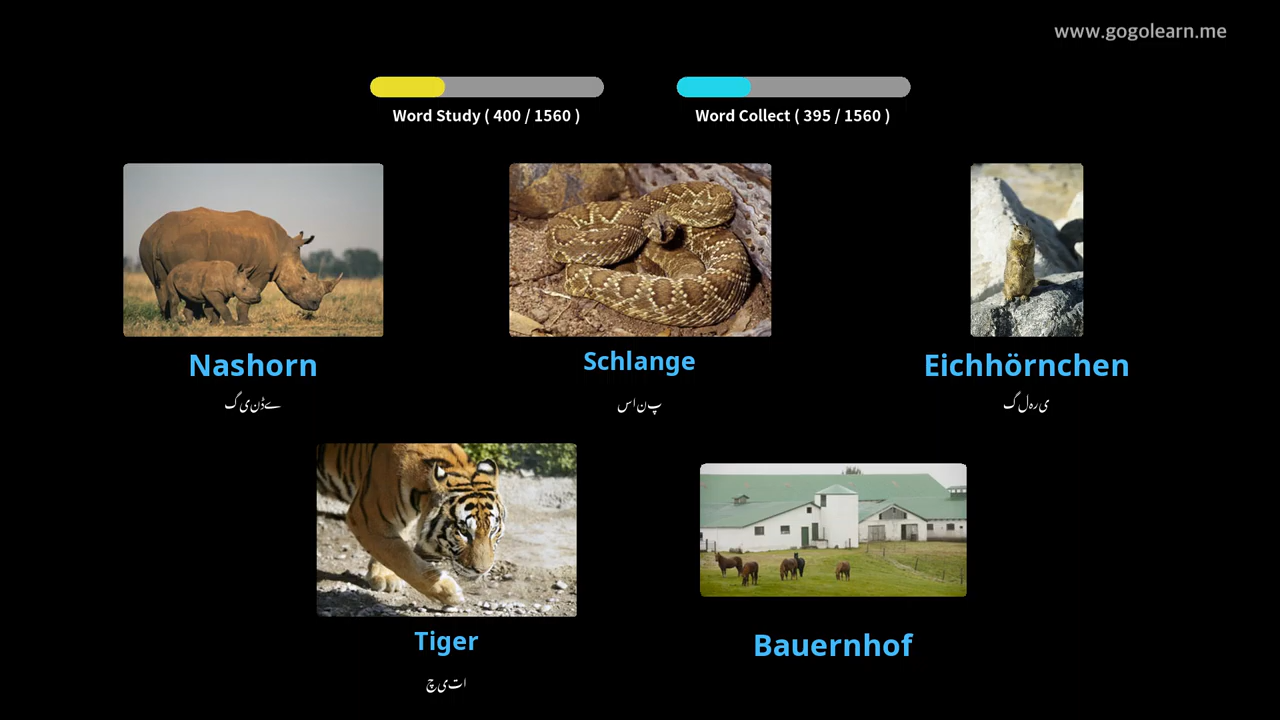 www.gogolearn.me
Word Study ( 400 / 1560 )
Word Collect ( 395 / 1560 )
Nashorn
گینڈے
Schlange
سانپ
Eichhörnchen
گلہری
Tiger
چیتا
Bauernhof